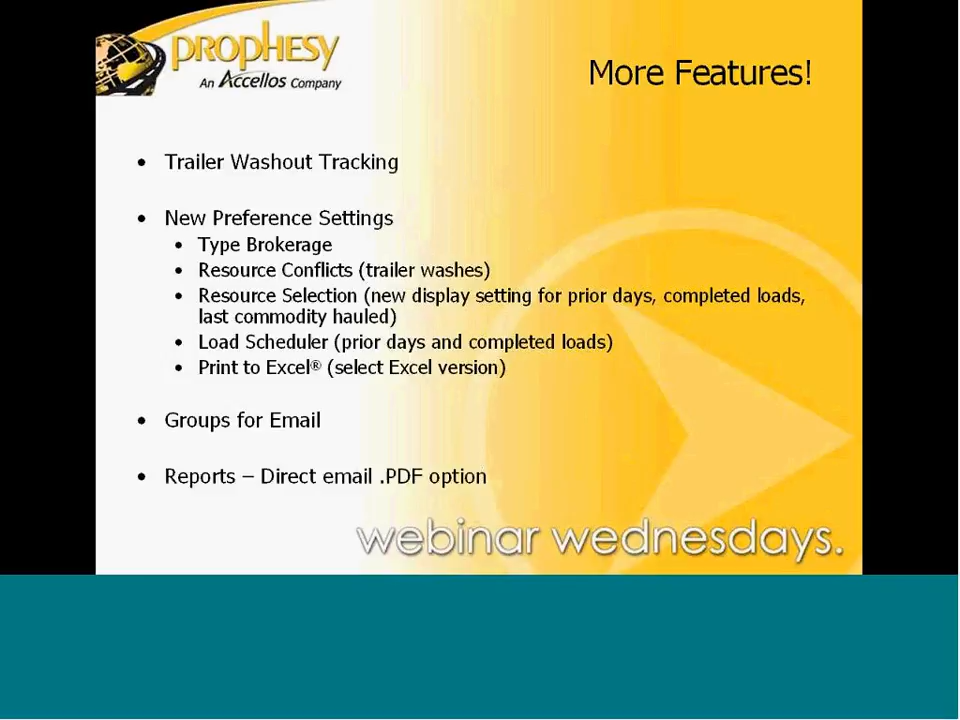 PROPHESY
An Accellos Company
More Features!
• Trailer Washout Tracking
• New Preference Settings
• Type Brokerage
• Resource Conflicts (trailer washes)
• Resource Selection (new display setting for prior days, completed loads,
last commodity hauled)
• Load Scheduler (prior days and completed loads)
• Print to Excel® (select Excel version)
• Groups for Email
• Reports – Direct email .PDF option
webinar wednesdays.